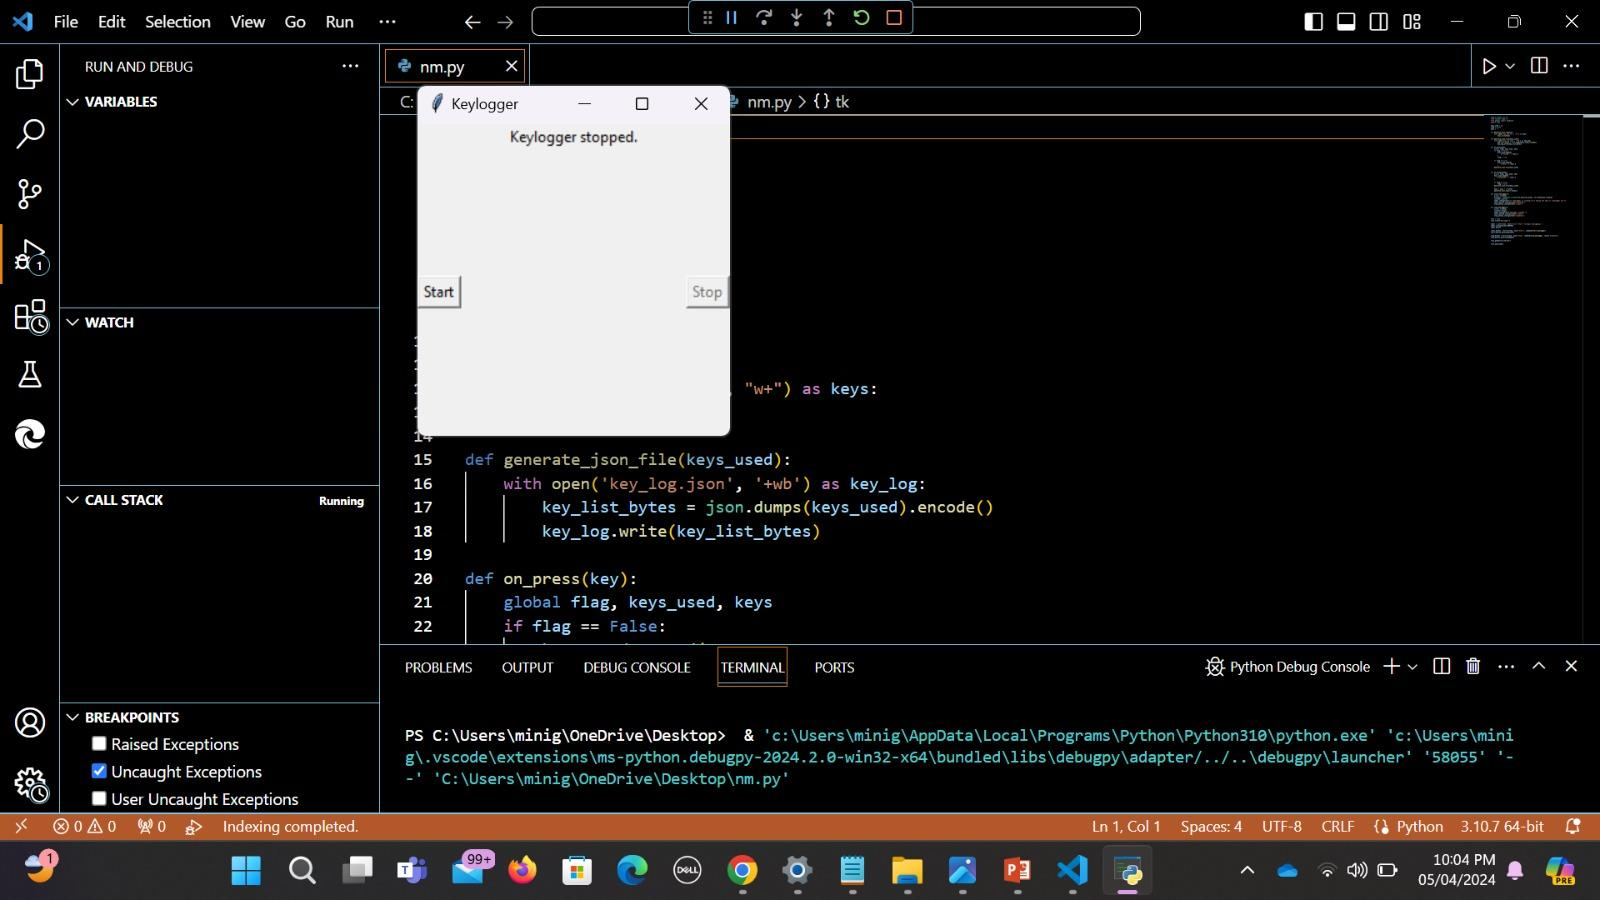 File Edit Selection View Go Run ···
RUN AND DEBUG
VARIABLES
WATCH
CALL STACK
Running
BREAKPOINTS
Raised Exceptions
Uncaught Exceptions
User Uncaught Exceptions
1
nm.py
C:
nm.py > {} tk
Keylogger
Keylogger stopped.
Start
Stop
"w+") as keys:
14
15 def generate_json_file(keys_used):
16 with open('key_log.json', '+wb') as key_log:
17 key_list_bytes = json.dumps(keys_used).encode()
18 key_log.write(key_list_bytes)
19
20 def on_press(key):
21 global flag, keys_used, keys
22 if flag == False:
PROBLEMS OUTPUT DEBUG CONSOLE TERMINAL PORTS
Python Debug Console
PS C:\Users\minig\OneDrive\Desktop> & 'c:\Users\minig\AppData\Local\Programs\Python\Python310\python.exe' 'c:\Users\mini
g\.vscode\extensions\ms-python.debugpy-2024.2.0-win32-x64\bundled\libs\debugpy\adapter/../..\debugpy\launcher' '58055' '-
-' 'C:\Users\minig\OneDrive\Desktop\nm.py'
0 0 0 Indexing completed.
Ln 1, Col 1 Spaces: 4 UTF-8 CRLF {} Python 3.10.7 64-bit
1
99+
DELL
PRE
10:04 PM
05/04/2024